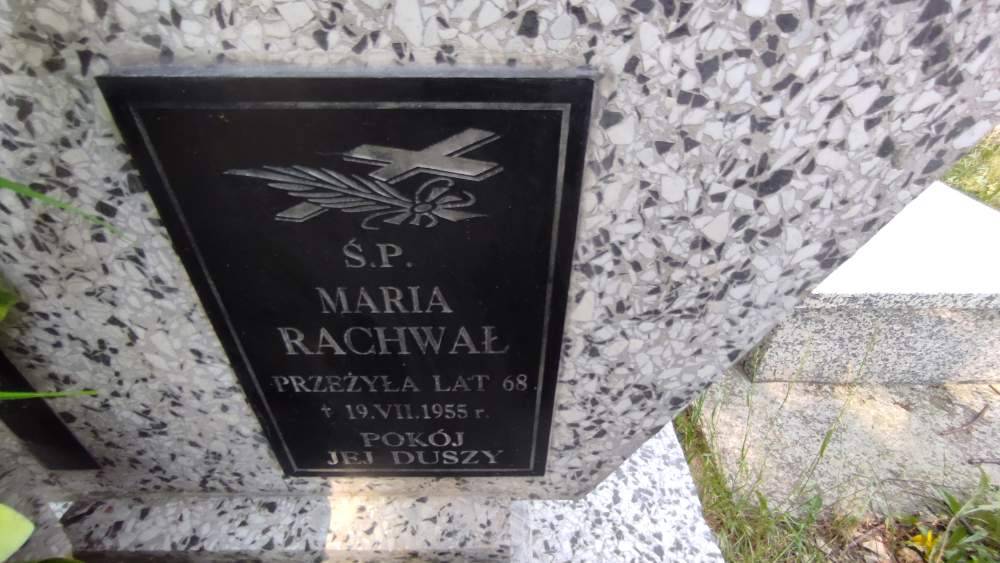 Ś.P.
MARIA
RACHWAŁ
PRZEŻYŁA LAT 68.
† 19.VII.1955 r.
POKÓJ
JEJ DUSZY